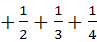 + 1/2 + 1/3 + 1/4